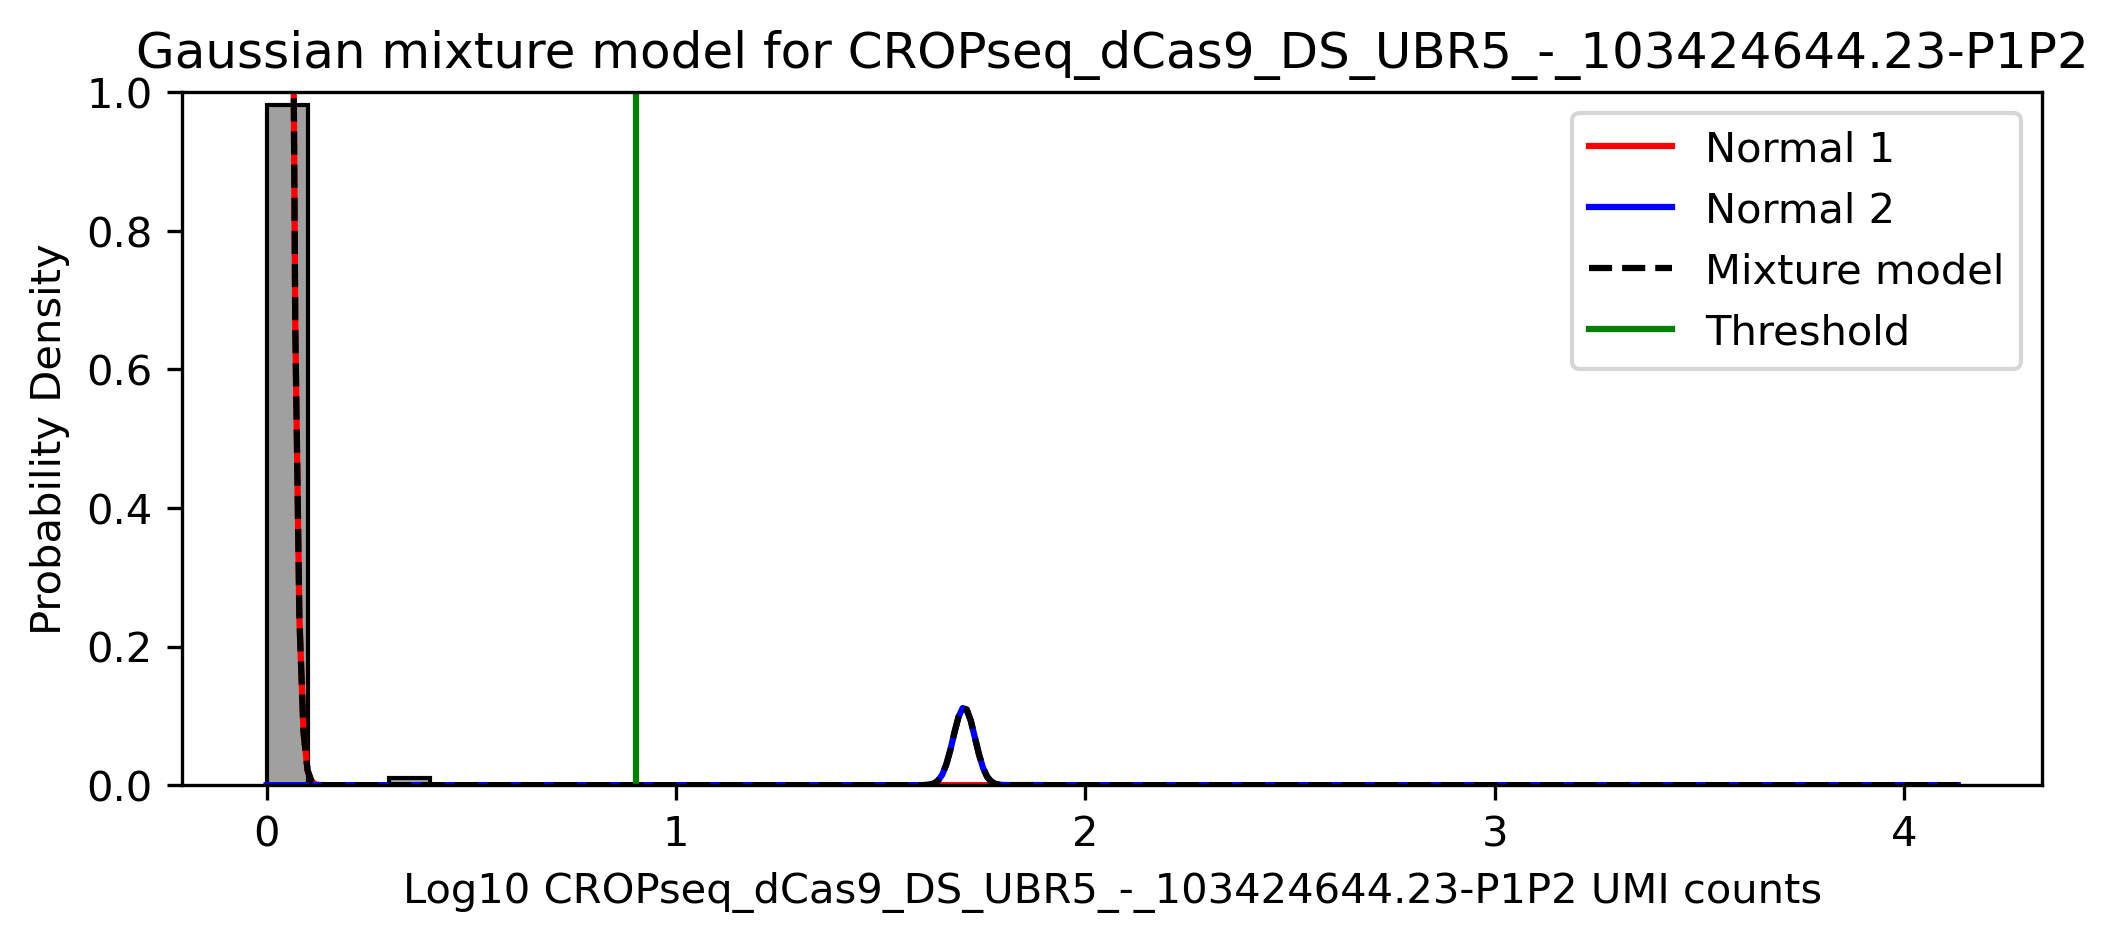 Gaussian mixture model for CROPseq_dCas9_DS_UBR5_-_103424644.23-P1P2
1.0
0.8
0.6
0.4
0.2
0.0
Probability Density
Normal 1
Normal 2
Mixture model
Threshold
0 1 2 3 4
Log10 CROPseq_dCas9_DS_UBR5_-_103424644.23-P1P2 UMI counts